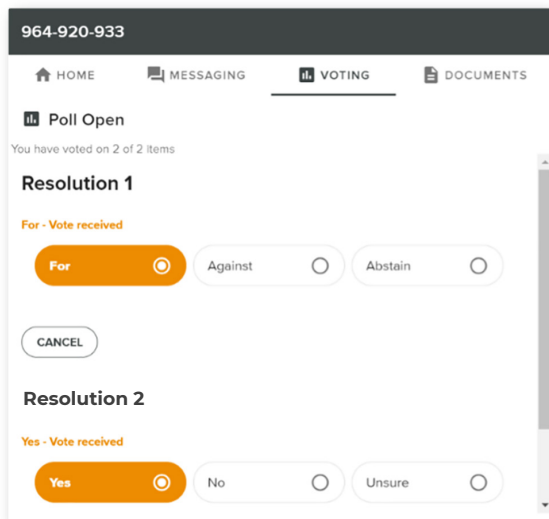 964-920-933
HOME MESSAGING VOTING DOCUMENTS
Poll Open
You have voted on 2 of 2 items
Resolution 1
For - Vote received
For Against Abstain
CANCEL
Resolution 2
Yes - Vote received
Yes No Unsure